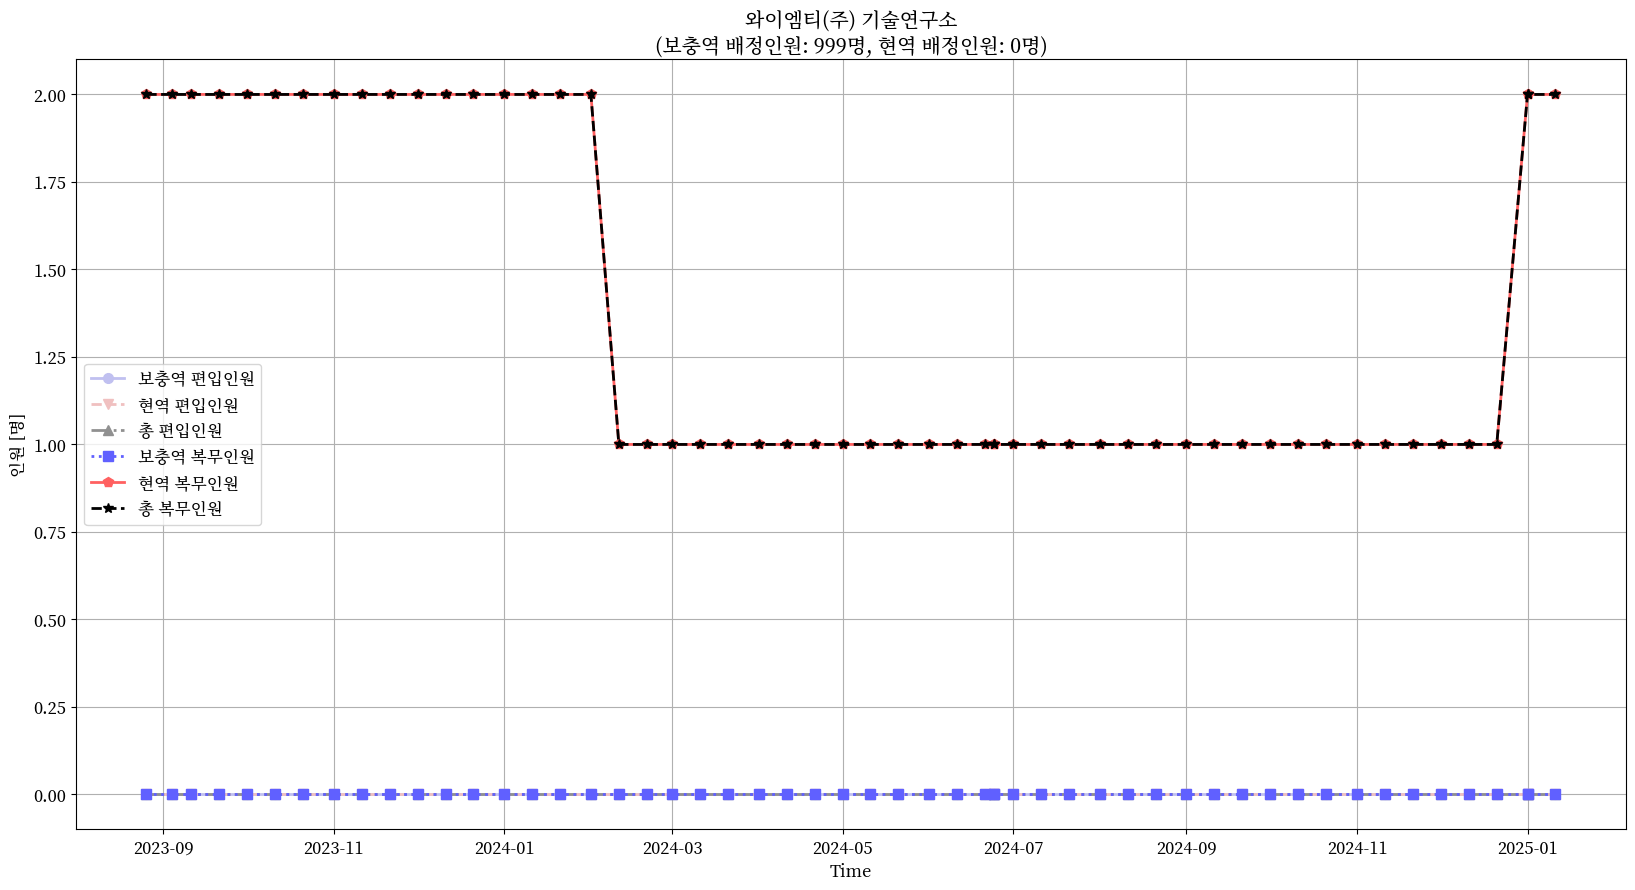 와이엠티(주) 기술연구소
(보충역 배정인원: 999명, 현역 배정인원: 0명)
인원 [명]
2.00
1.75
1.50
1.25
1.00
0.75
0.50
0.25
0.00
보충역 편입인원
현역 편입인원
총 편입인원
보충역 복무인원
현역 복무인원
총 복무인원
2023-09 2023-11 2024-01 2024-03 2024-05 2024-07 2024-09 2024-11 2025-01
Time